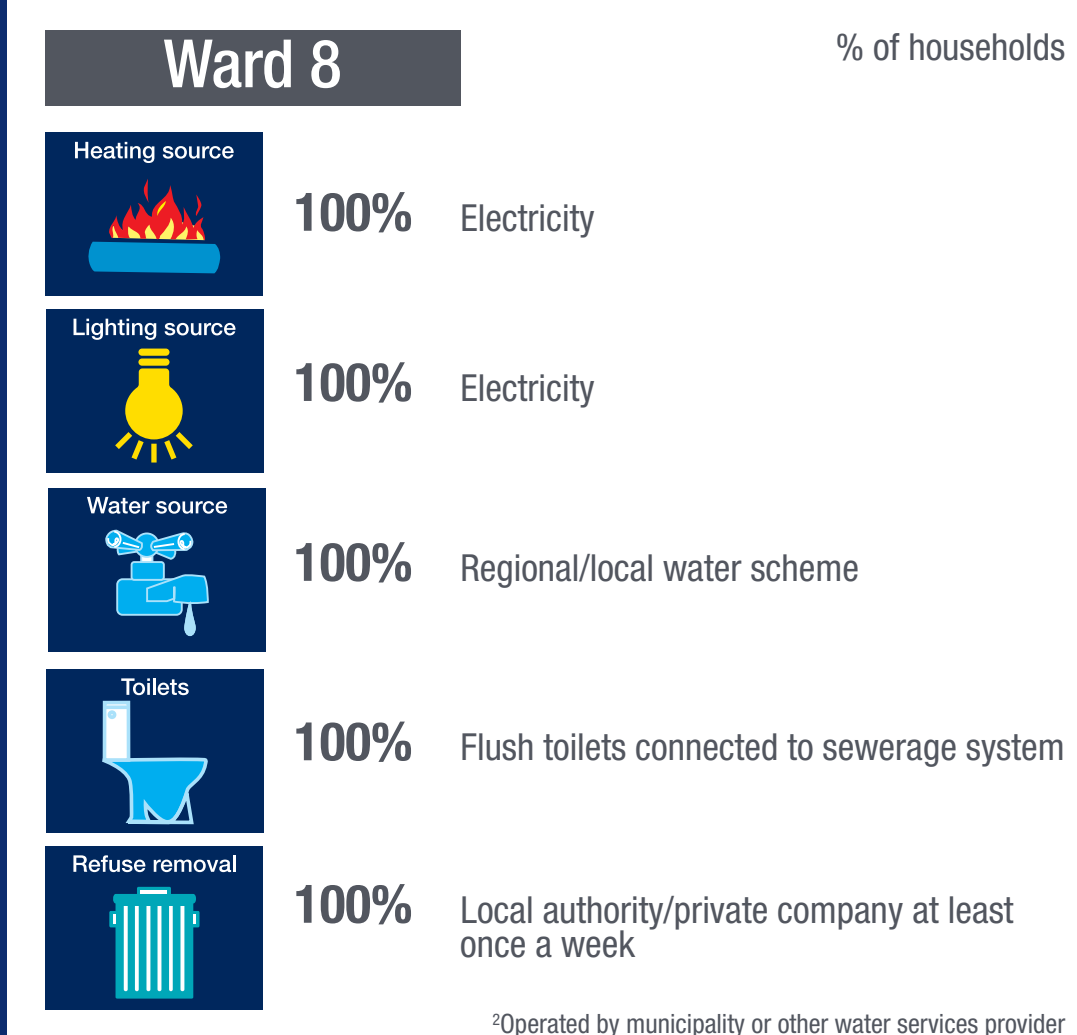 Ward 8
% of households
Heating source
100% Electricity
Lighting source
100% Electricity
Water source
100% Regional/local water scheme
Toilets
100% Flush toilets connected to sewerage system
Refuse removal
100% Local authority/private company at least
once a week
²Operated by municipality or other water services provider